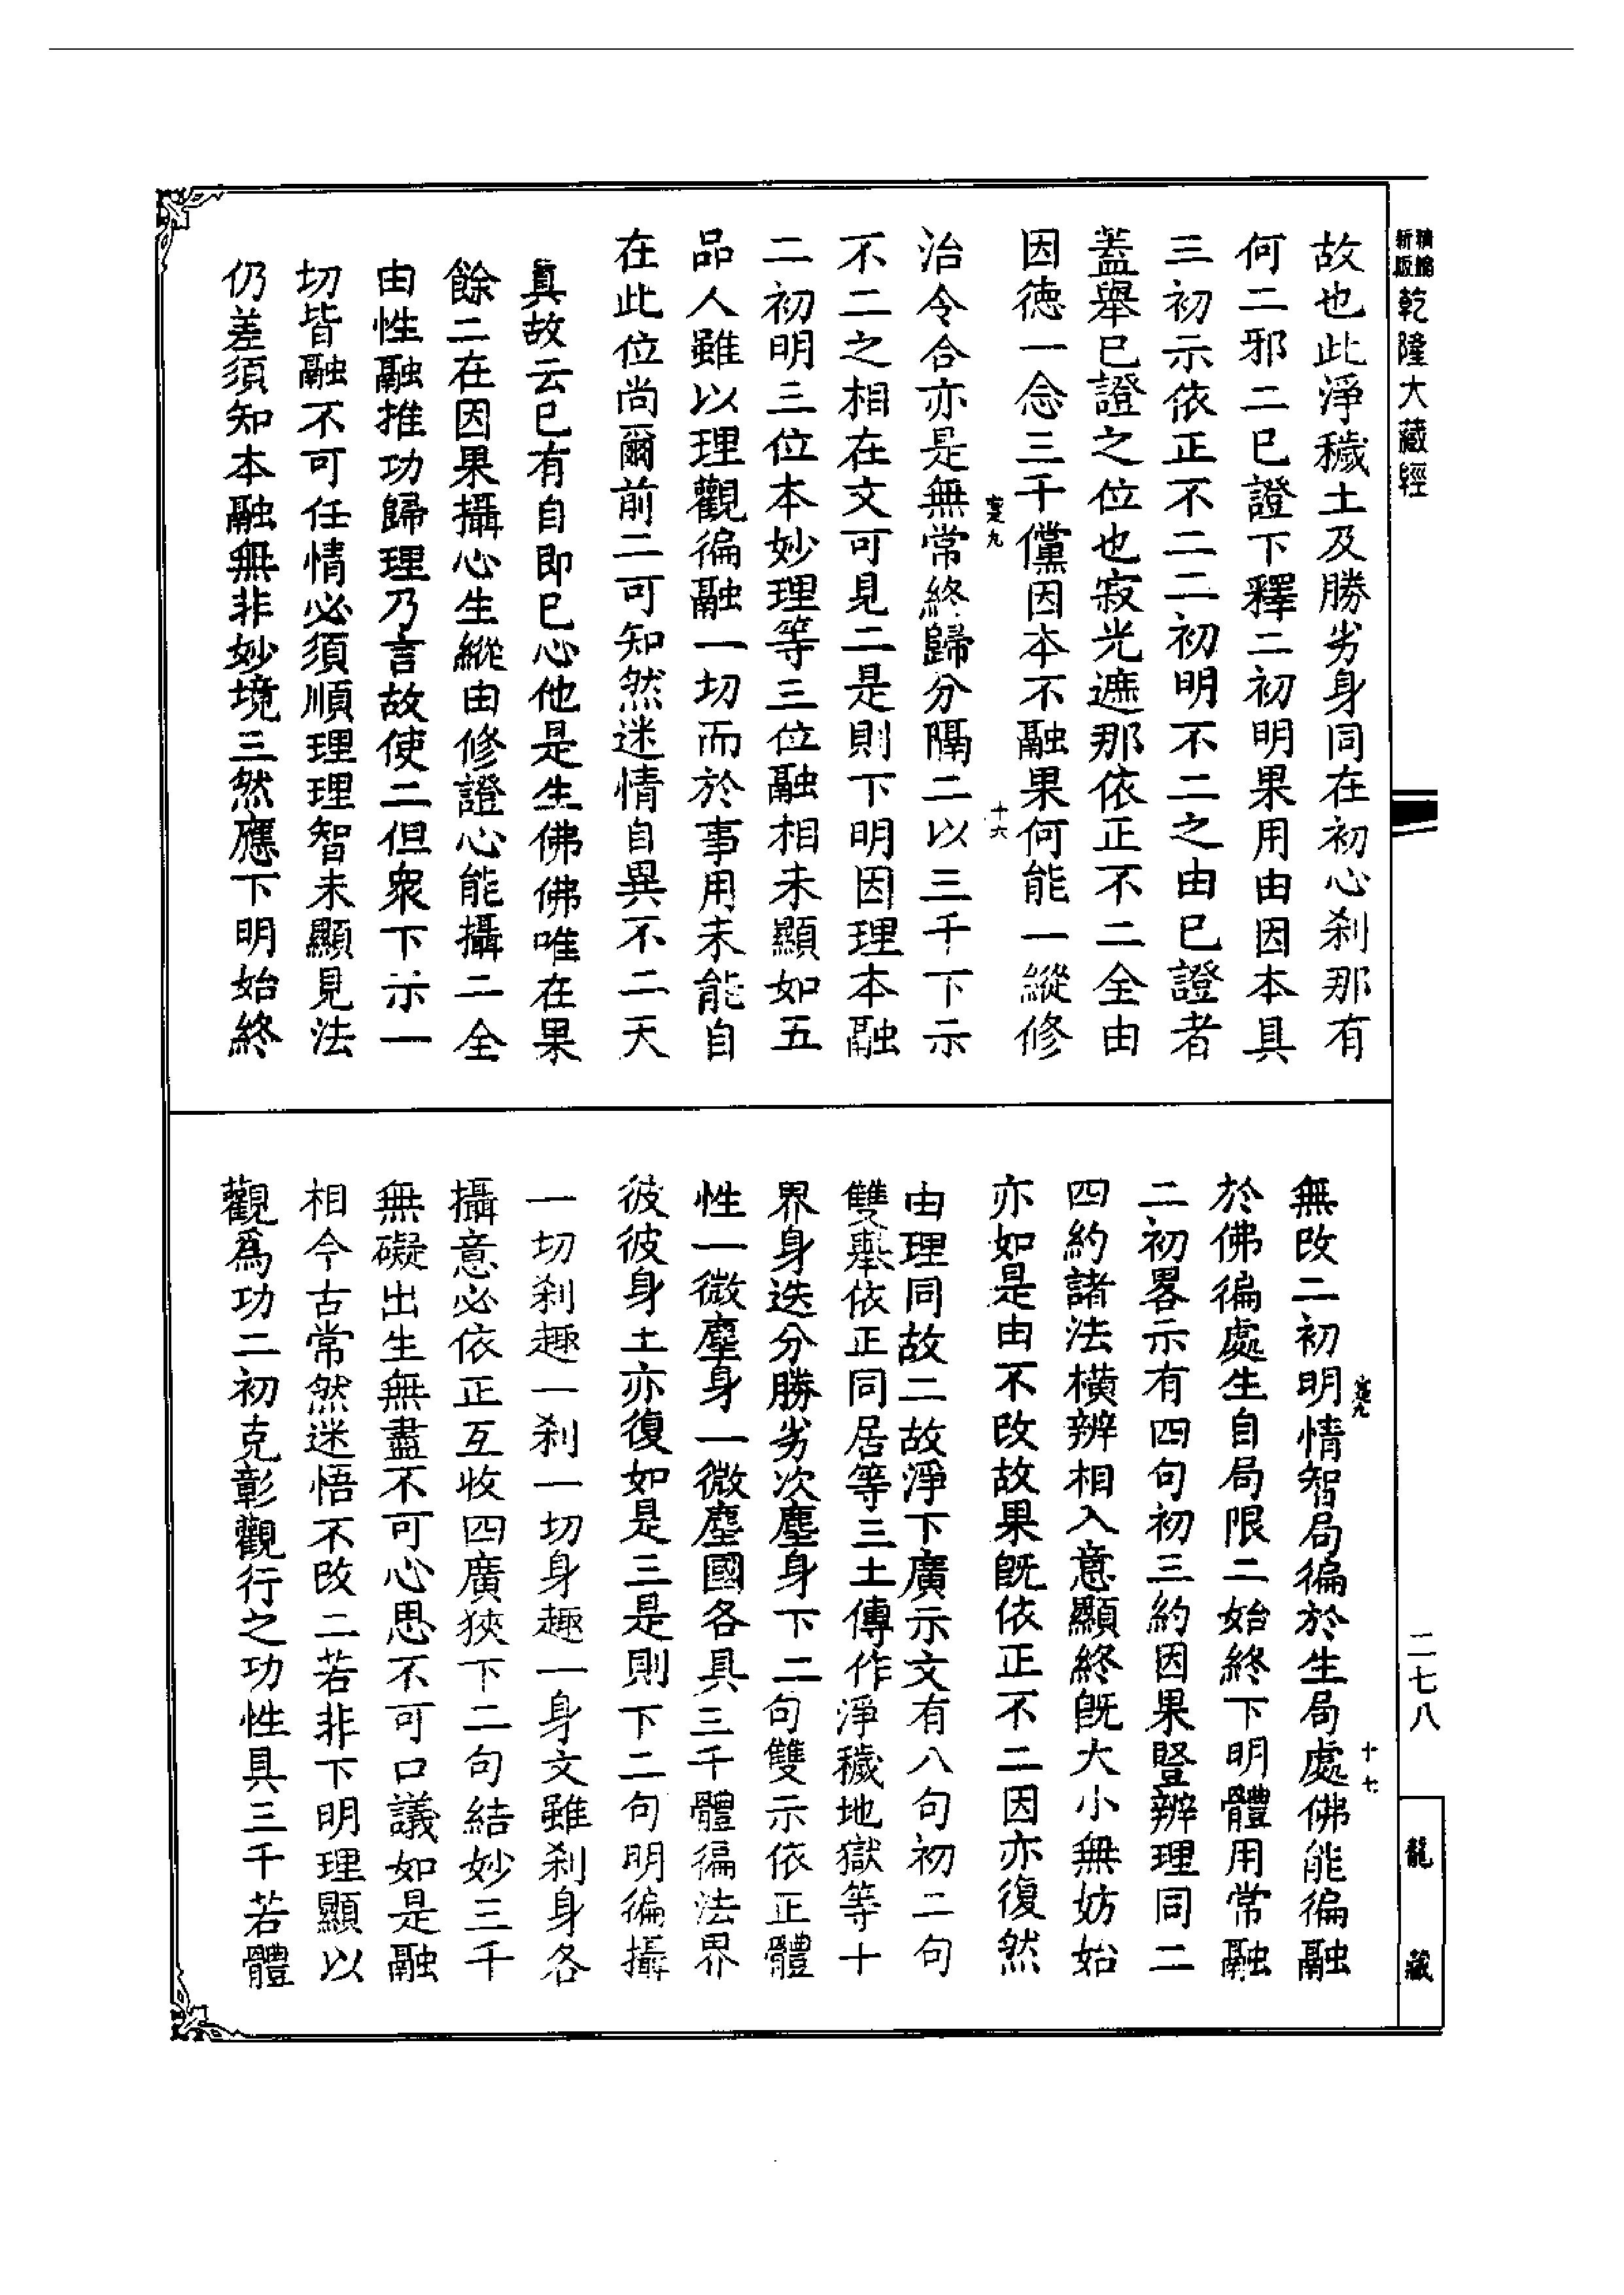 故也此淨穢土及勝劣身同在初心刹那有
何二邪二已證下釋二初明果用由因本具
三初示依正不二二初明不二之由已證者
蓋舉已證之位也寂光遮那依正不二全由
因德一念三千儻因本不融果何能一縱修
治令合亦是無常終歸分隔二以三千下示
不二之相在文可見二是則下明因理本融
二初明三位本妙理等三位融相未顯如五
品人雖以理觀徧融一切而於事用未能自
在此位尚爾前二可知然迷情自異不二天
真故云已有自即已心他是生佛佛唯在果
餘二在因果攝心生縱由修證心能攝二全
由性融推功歸理乃言故使二但衆下示一
切皆融不可任情必須順理理智未顯見法
仍差須知本融無非妙境三然應下明始終
無改二初明情智局徧於生局處佛能徧融
於佛徧處生自局限二始終下明體用常融
二初畧示有四句初三約因果豎辨理同二
四約諸法橫辨相入意顯終旣大小無妨始
亦如是由不改故果旣依正不二因亦復然
由理同故二故淨下廣示文有八句初二句
雙舉依正同居等三土傳作淨穢地獄等十
界身迭分勝劣次塵身下二句雙示依正體
性一微塵身一微塵國各具三千體徧法界
彼彼身土亦復如是三是則下二句明徧攝
一切刹趣一刹一切身趣一身文雖刹身各
攝意必依正互收四廣狹下二句結妙三千
無礙出生無盡不可心思不可口議如是融
相今古常然迷悟不改二若非下明理顯以
觀爲功二初克彰觀行之功性具三千若體
乾隆大藏經
十六
十七
二七八
龍藏